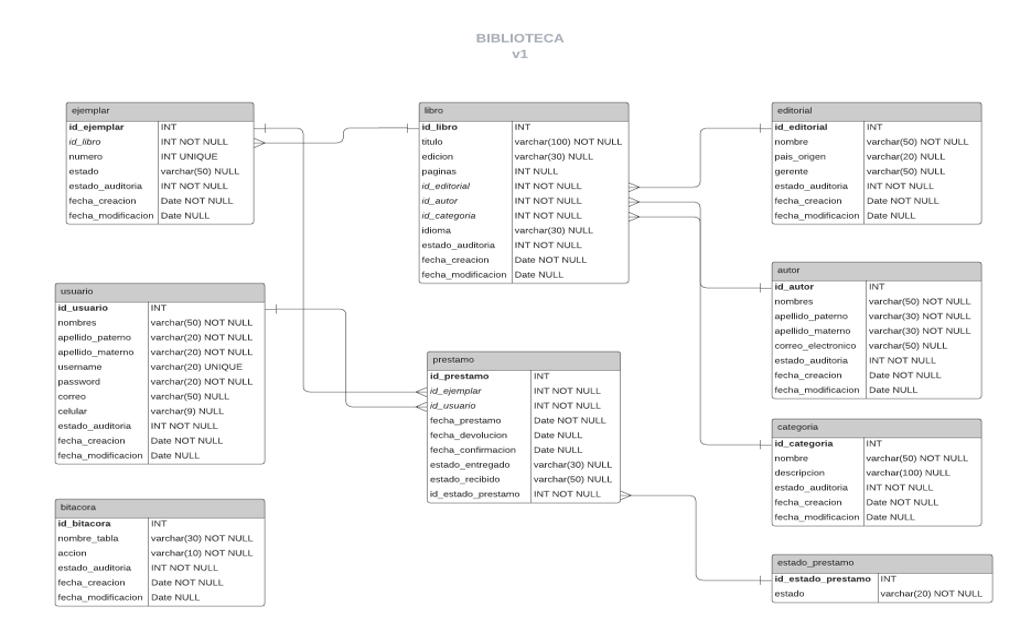 BIBLIOTECA
v1
ejemplar
id_ejemplar INT
id_libro INT NOT NULL
numero INT UNIQUE
estado varchar(50) NULL
estado_auditoria INT NOT NULL
fecha_creacion Date NOT NULL
fecha_modificacion Date NULL
libro
id_libro INT
titulo varchar(100) NOT NULL
edicion varchar(30) NULL
paginas INT NULL
id_editorial INT NOT NULL
id_autor INT NOT NULL
id_categoria INT NOT NULL
idioma varchar(30) NULL
estado_auditoria INT NOT NULL
fecha_creacion Date NOT NULL
fecha_modificacion Date NULL
editorial
id_editorial INT
nombre varchar(50) NOT NULL
pais_origen varchar(20) NULL
gerente varchar(50) NULL
estado_auditoria INT NOT NULL
fecha_creacion Date NOT NULL
fecha_modificacion Date NULL
usuario
id_usuario INT
nombres varchar(50) NOT NULL
apellido_paterno varchar(20) NOT NULL
apellido_materno varchar(20) NOT NULL
username varchar(20) UNIQUE
password varchar(20) NOT NULL
correo varchar(50) NULL
celular varchar(9) NULL
estado_auditoria INT NOT NULL
fecha_creacion Date NOT NULL
fecha_modificacion Date NULL
prestamo
id_prestamo INT
id_ejemplar INT NOT NULL
id_usuario INT NOT NULL
fecha_prestamo Date NOT NULL
fecha_devolucion Date NULL
fecha_confirmacion Date NULL
estado_entregado varchar(30) NULL
estado_recibido varchar(50) NULL
id_estado_prestamo INT NOT NULL
autor
id_autor INT
nombres varchar(50) NOT NULL
apellido_paterno varchar(30) NOT NULL
apellido_materno varchar(30) NOT NULL
correo_electronico varchar(50) NULL
estado_auditoria INT NOT NULL
fecha_creacion Date NOT NULL
fecha_modificacion Date NULL
categoria
id_categoria INT
nombre varchar(50) NOT NULL
descripcion varchar(100) NULL
estado_auditoria INT NOT NULL
fecha_creacion Date NOT NULL
fecha_modificacion Date NULL
bitacora
id_bitacora INT
nombre_tabla varchar(30) NOT NULL
accion varchar(10) NOT NULL
estado_auditoria INT NOT NULL
fecha_creacion Date NOT NULL
fecha_modificacion Date NULL
estado_prestamo
id_estado_prestamo INT
estado varchar(20) NOT NULL